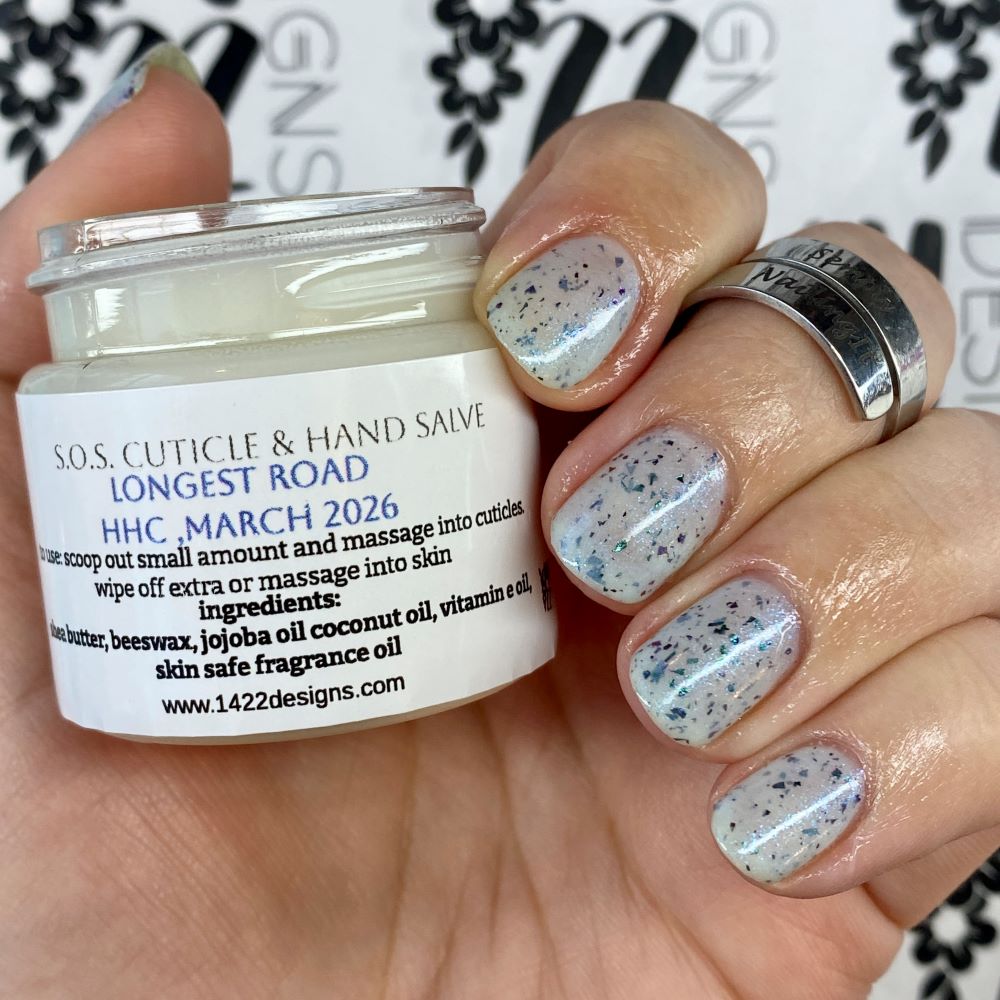 S.O.S. CUTICLE & HAND SALVE
LONGEST ROAD
HHC ,MARCH 2026
use: scoop out small amount and massage into cuticles.
wipe off extra or massage into skin
ingredients:
shea butter, beeswax, jojoba oil coconut oil, vitamin e oil,
skin safe fragrance oil
www.1422designs.com